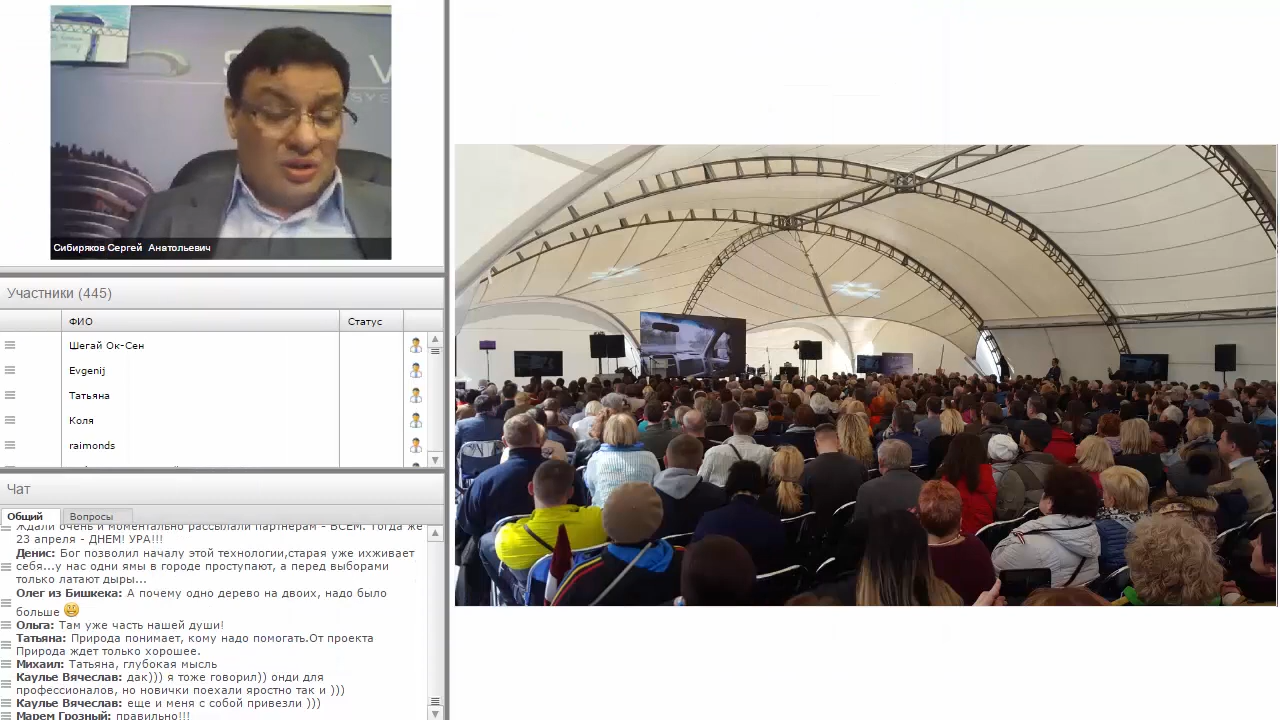 Сибиряков Сергей Анатольевич
Участники (445)
ФИО
Статус
Шегай Ок-Сен
Evgenij
Татьяна
Коля
raimonds
Чат
Общий
Вопросы
Ждали очень и моментально рассылали партнерам - ВСЕМ. Тогда же
23 апреля - ДНЕМ! УРА!!!
Денис: Бог позволил началу этой технологии,старая уже ихживает
себя...у нас одни ямы в городе проступают, а перед выборами
только латают дыры...
Олег из Бишкека: А почему одно дерево на двоих, надо было
больше
Ольга: Там уже часть нашей души!
Татьяна: Природа понимает, кому надо помогать.От проекта
Природа ждет только хорошее.
Михаил: Татьяна, глубокая мысль
Каулье Вячеслав: дак))) я тоже говорил)) онди для
профессионалов, но новички поехали яростно так и )))
Каулье Вячеслав: еще и меня с собой привезли )))
Марем Грозный: правильно!!!